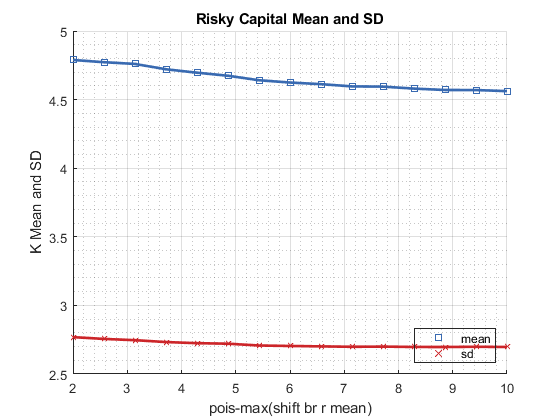 Risky Capital Mean and SD
5
4.5
4
3.5
3
2.5
K Mean and SD
mean
sd
2 3 4 5 6 7 8 9 10
pois-max(shift br r mean)